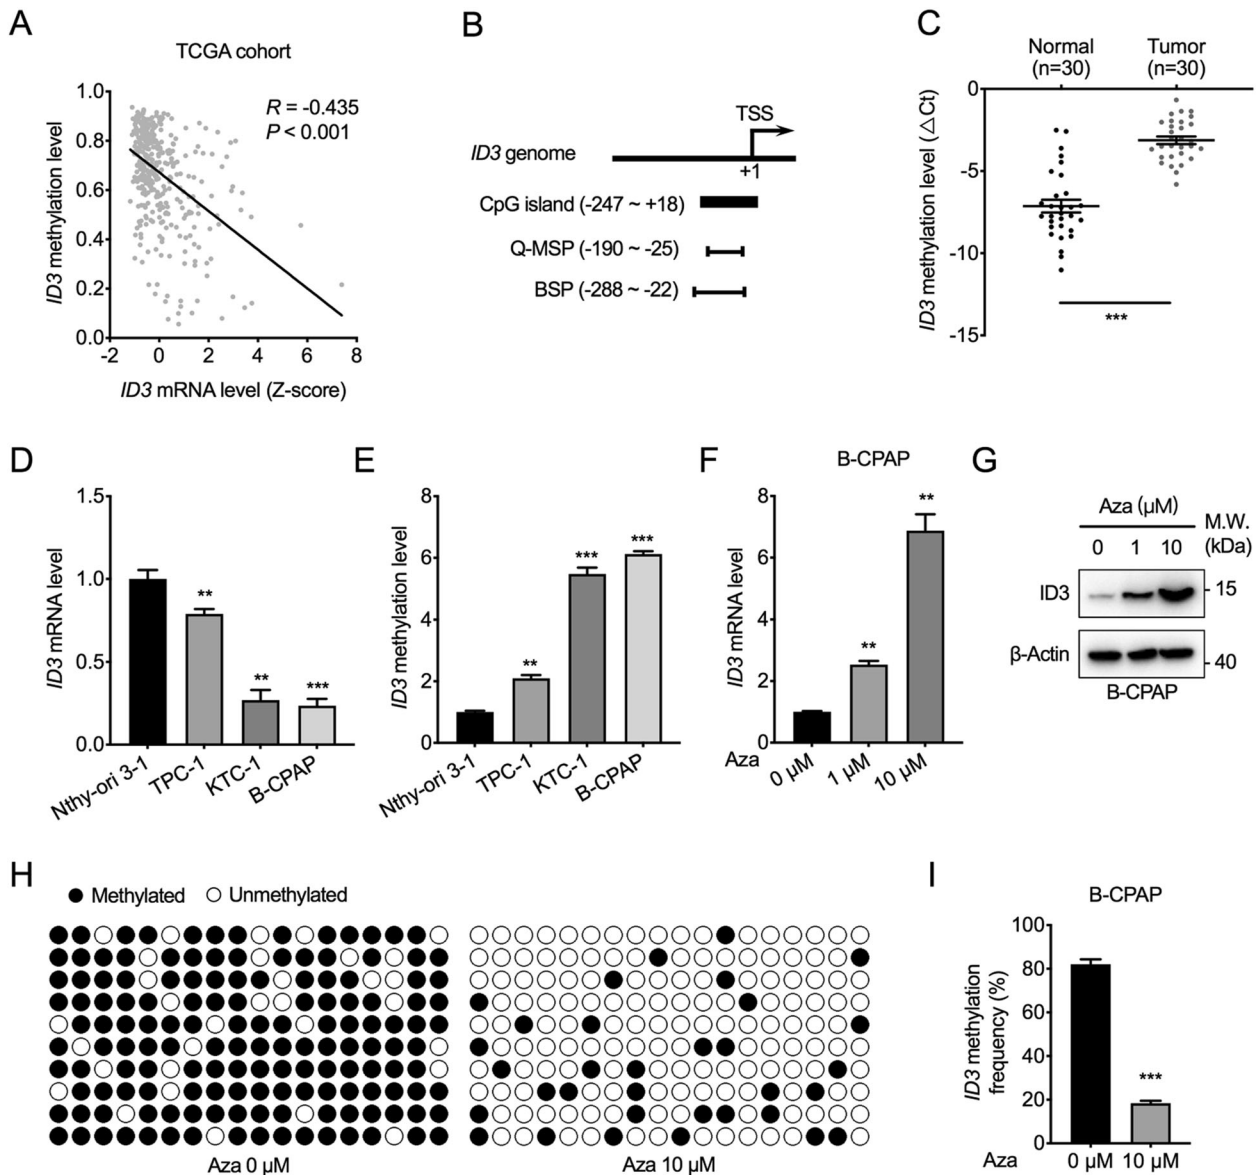 A
TCGA cohort
R = -0.435
P < 0.001
ID3 methylation level
1.0
0.8
0.6
0.4
0.2
0.0
-2 0 2 4 6 8
ID3 mRNA level (Z-score)
B
TSS
ID3 genome
+1
CpG island (-247 ~ +18)
Q-MSP (-190 ~ -25)
BSP (-288 ~ -22)
C
Normal
(n=30)
Tumor
(n=30)
ID3 methylation level (△Ct)
0
-5
-10
-15
***
D
ID3 mRNA level
1.5
1.0
0.5
0.0
**
**
***
Nthy-ori 3-1
TPC-1
KTC-1
B-CPAP
E
ID3 methylation level
8
6
4
2
0
**
***
***
Nthy-ori 3-1
TPC-1
KTC-1
B-CPAP
F
B-CPAP
ID3 mRNA level
8
6
4
2
0
**
**
Aza
0 µM
1 µM
10 µM
G
Aza (µM)
M.W.
(kDa)
0 1 10
ID3
- 15
β-Actin
- 40
B-CPAP
H
Methylated
Unmethylated
Aza 0 µM
Aza 10 µM
I
B-CPAP
ID3 methylation
frequency (%)
100
80
60
40
20
0
***
Aza 0 µM 10 µM